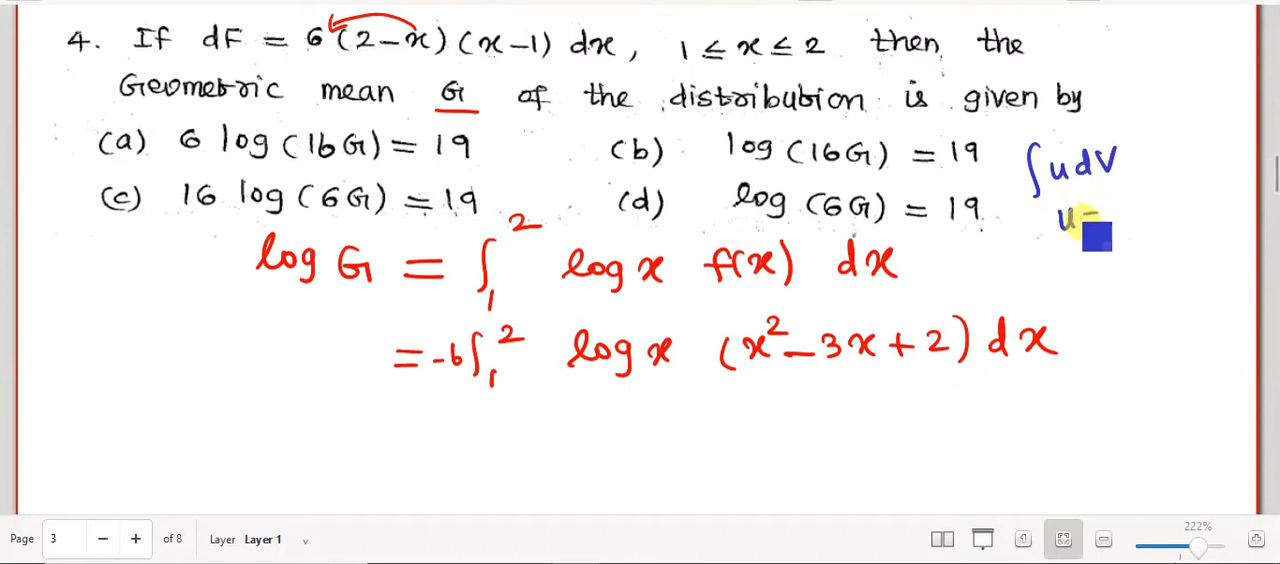 4. If dF = 6 (2-x) (x-1) dx, 1 ≤ x ≤ 2 then the
Geometric mean G of the distribution is given by
(a) 6 log (16G) = 19 (b) log (16G) = 19
(c) 16 log (6G) = 19 (d) log (6G) = 19
∫ u dv
u =
log G = ∫₁² log x f(x) dx
= -6 ∫₁² log x (x² - 3x + 2) dx
Page 3 of 8 Layer Layer 1 222%